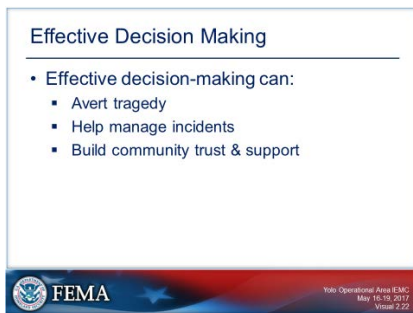 Effective Decision Making
• Effective decision-making can:
▪ Avert tragedy
▪ Help manage incidents
▪ Build community trust & support
FEMA
Yolo Operational Area IEMC
May 16-19, 2017
Visual 2.22